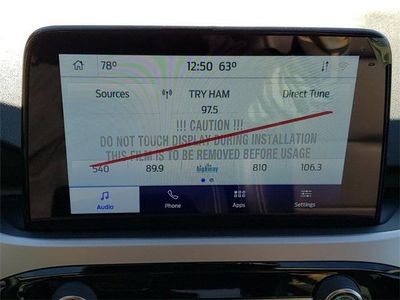 78° 12:50 63°
Sources TRY HAM Direct Tune
97.5
!!! CAUTION !!!
DO NOT TOUCH DISPLAY DURING INSTALLATION
THIS FILM IS TO BE REMOVED BEFORE USAGE
540 89.9 highway 810 106.3
Audio Phone Apps Settings